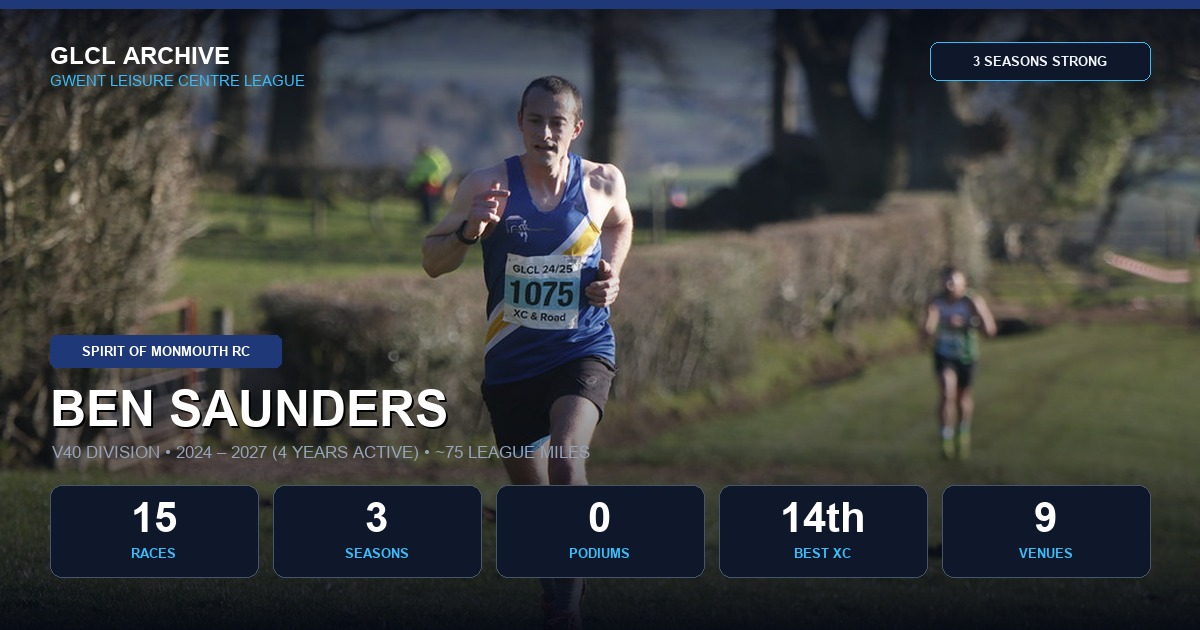 GLCL ARCHIVE
GWENT LEISURE CENTRE LEAGUE
3 SEASONS STRONG
GLCL 24/25
1075
XC & Road
SPIRIT OF MONMOUTH RC
BEN SAUNDERS
V40 DIVISION • 2024 – 2027 (4 YEARS ACTIVE) • ~75 LEAGUE MILES
15
RACES
3
SEASONS
0
PODIUMS
14th
BEST XC
9
VENUES